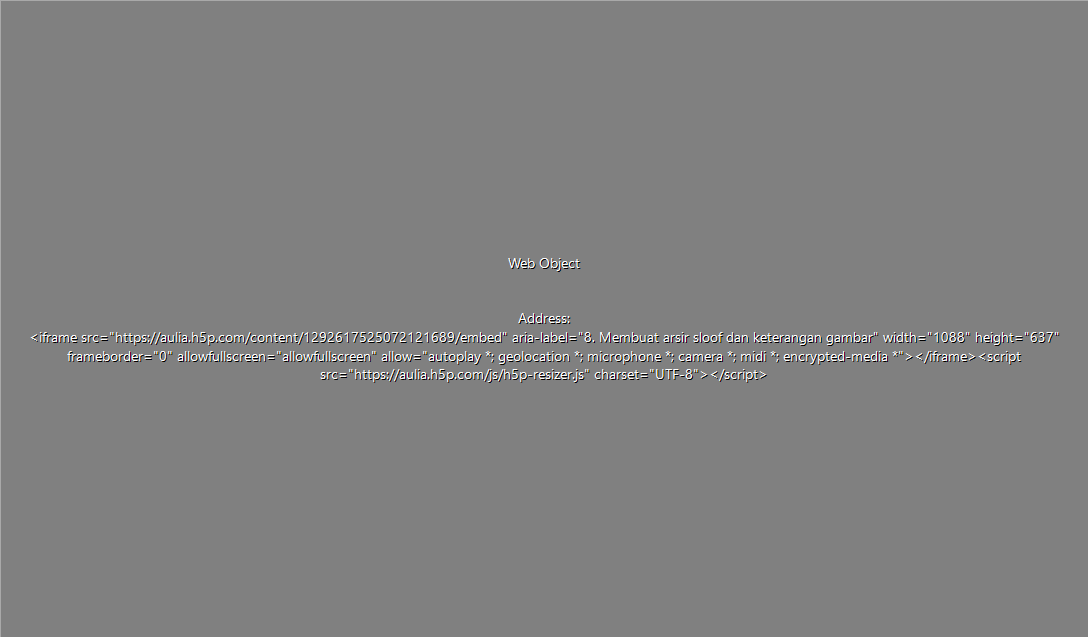 Web Object
Address:
<iframe src="https://aulia.h5p.com/content/1292617525072121689/embed" aria-label="8. Membuat arsir sloof dan keterangan gambar" width="1088" height="637"
frameborder="0" allowfullscreen="allowfullscreen" allow="autoplay *; geolocation *; microphone *; camera *; midi *; encrypted-media *"></iframe><script
src="https://aulia.h5p.com/js/h5p-resizer.js" charset="UTF-8"></script>